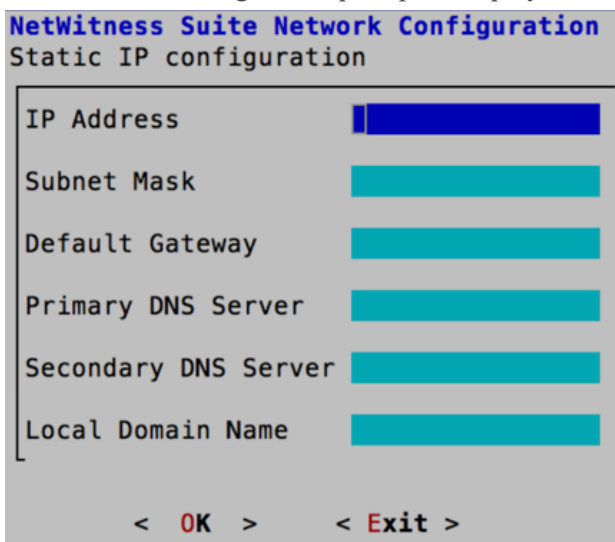 NetWitness Suite Network Configuration
Static IP configuration
IP Address
Subnet Mask
Default Gateway
Primary DNS Server
Secondary DNS Server
Local Domain Name
< OK > < Exit >